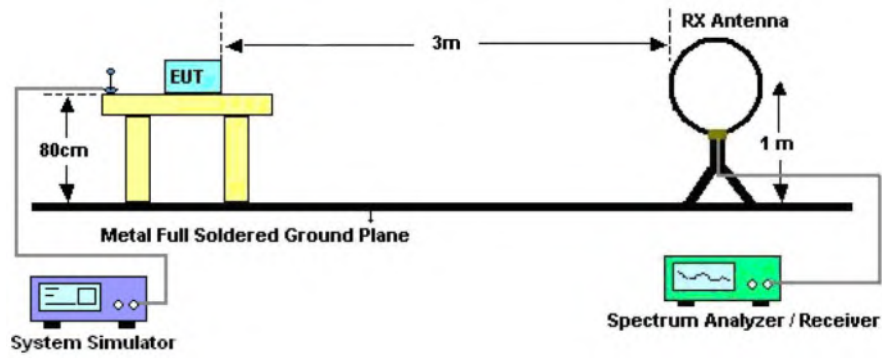 RX Antenna
3m
EUT
80cm
1 m
Metal Full Soldered Ground Plane
System Simulator
Spectrum Analyzer / Receiver